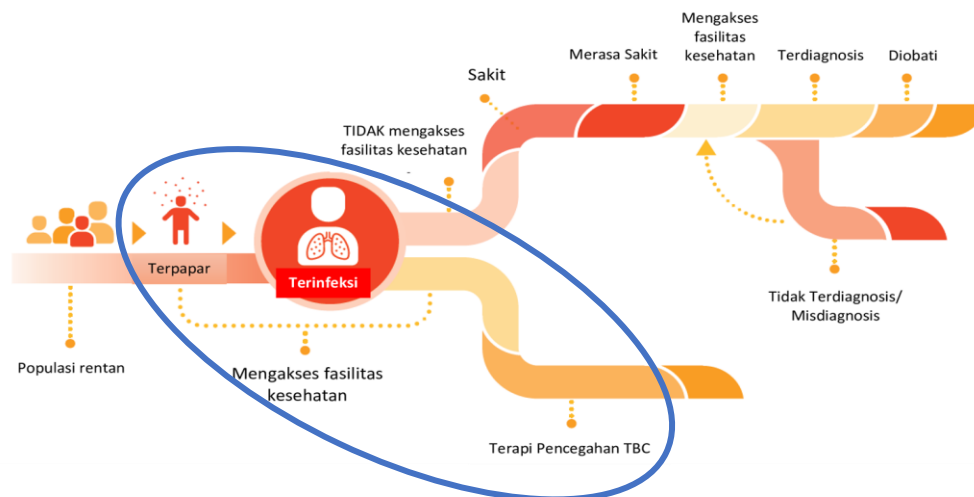 Mengakses
fasilitas
kesehatan
Merasa Sakit
Terdiagnosis
Diobati
Sakit
TIDAK mengakses
fasilitas kesehatan
Terpapar
Terinfeksi
Populasi rentan
Mengakses fasilitas
kesehatan
Tidak Terdiagnosis/
Misdiagnosis
Terapi Pencegahan TBC